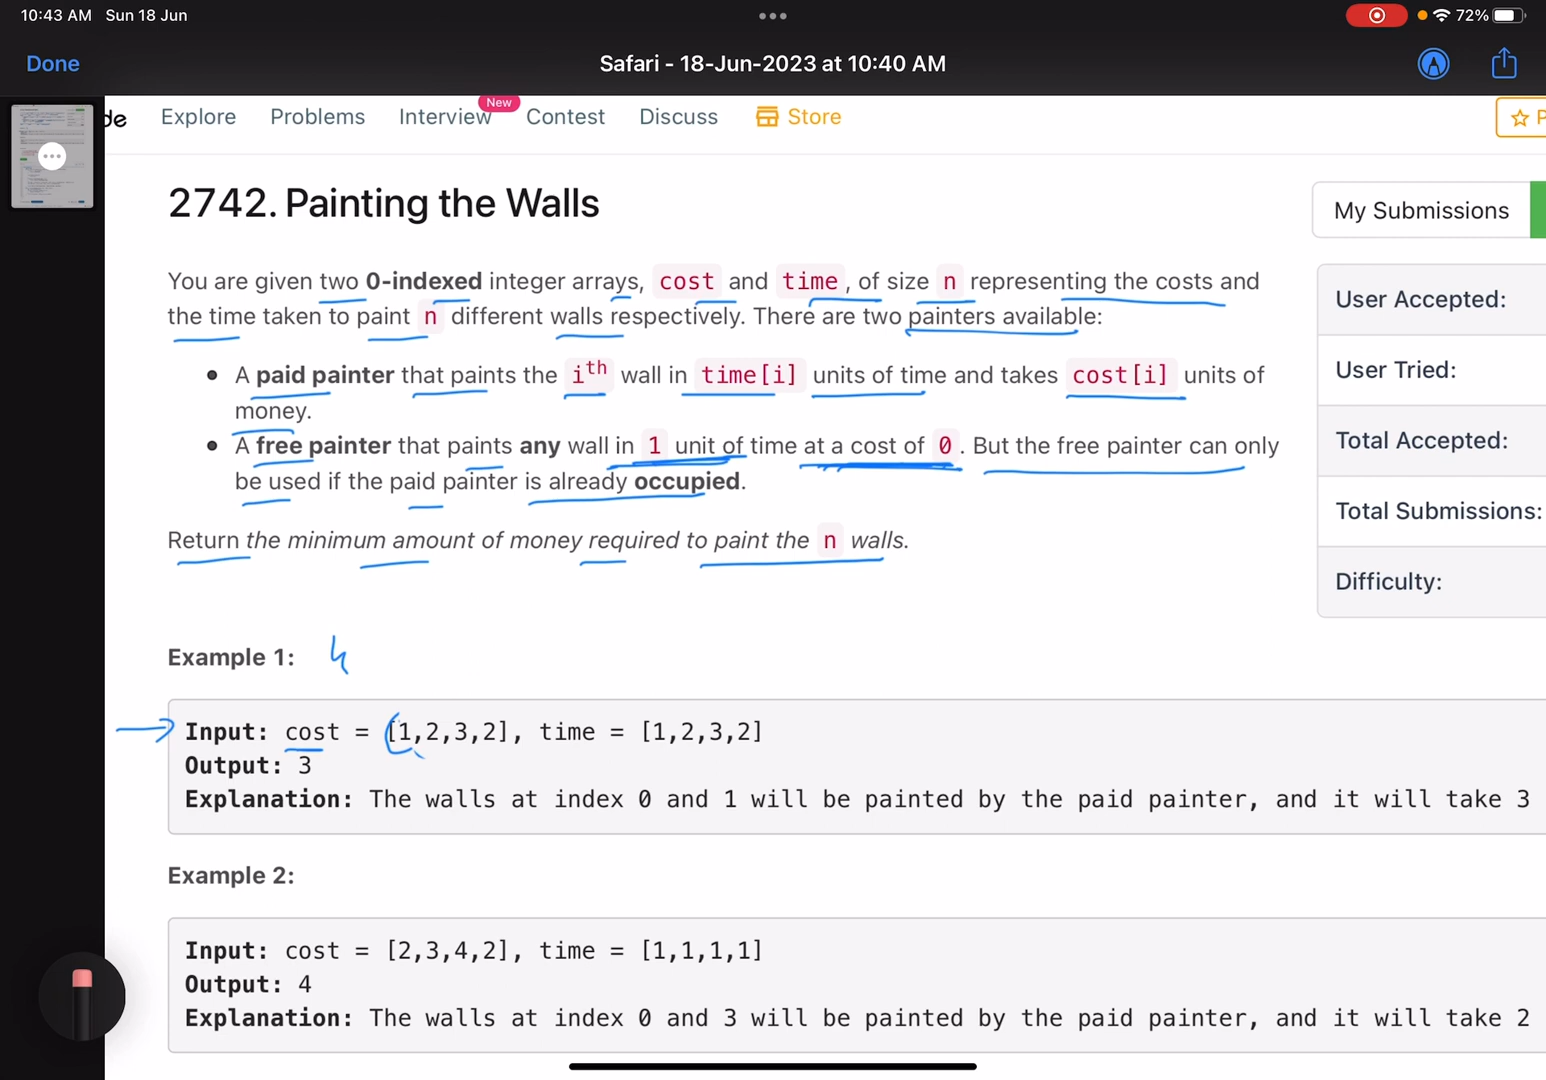 10:43 AM Sun 18 Jun
72%
Done
Safari - 18-Jun-2023 at 10:40 AM
de Explore Problems Interview New Contest Discuss Store P
2742. Painting the Walls
My Submissions
You are given two 0-indexed integer arrays, cost and time, of size n representing the costs and
the time taken to paint n different walls respectively. There are two painters available:
• A paid painter that paints the ith wall in time[i] units of time and takes cost[i] units of
money.
• A free painter that paints any wall in 1 unit of time at a cost of 0. But the free painter can only
be used if the paid painter is already occupied.
Return the minimum amount of money required to paint the n walls.
User Accepted:
User Tried:
Total Accepted:
Total Submissions:
Difficulty:
Example 1:
Input: cost = [1,2,3,2], time = [1,2,3,2]
Output: 3
Explanation: The walls at index 0 and 1 will be painted by the paid painter, and it will take 3
Example 2:
Input: cost = [2,3,4,2], time = [1,1,1,1]
Output: 4
Explanation: The walls at index 0 and 3 will be painted by the paid painter, and it will take 2